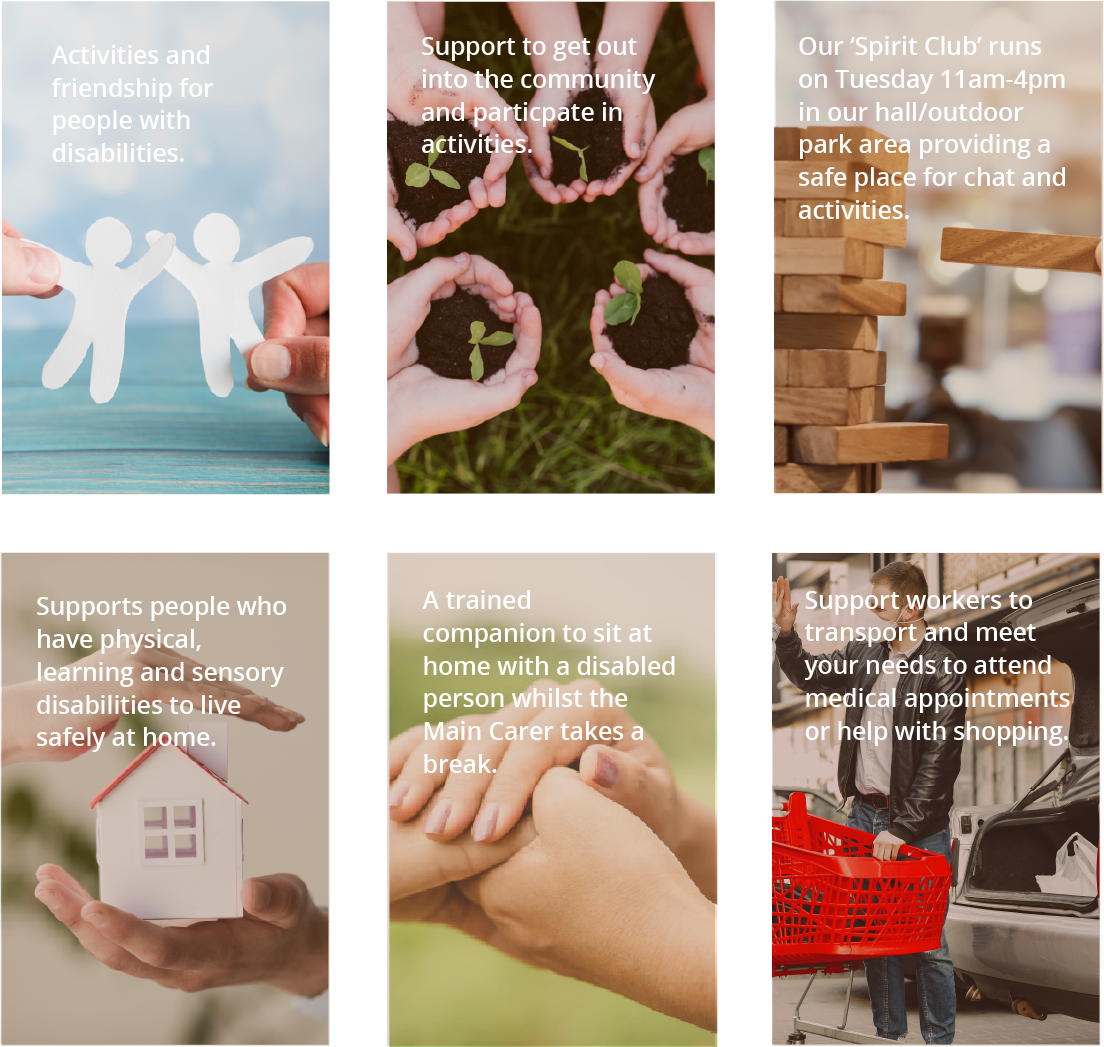 Activities and
friendship for
people with
disabilities.
Support to get out
into the community
and particpate in
activities.
Our ‘Spirit Club’ runs
on Tuesday 11am-4pm
in our hall/outdoor
park area providing a
safe place for chat and
activities.
Supports people who
have physical,
learning and sensory
disabilities to live
safely at home.
A trained
companion to sit at
home with a disabled
person whilst the
Main Carer takes a
break.
Support workers to
transport and meet
your needs to attend
medical appointments
or help with shopping.